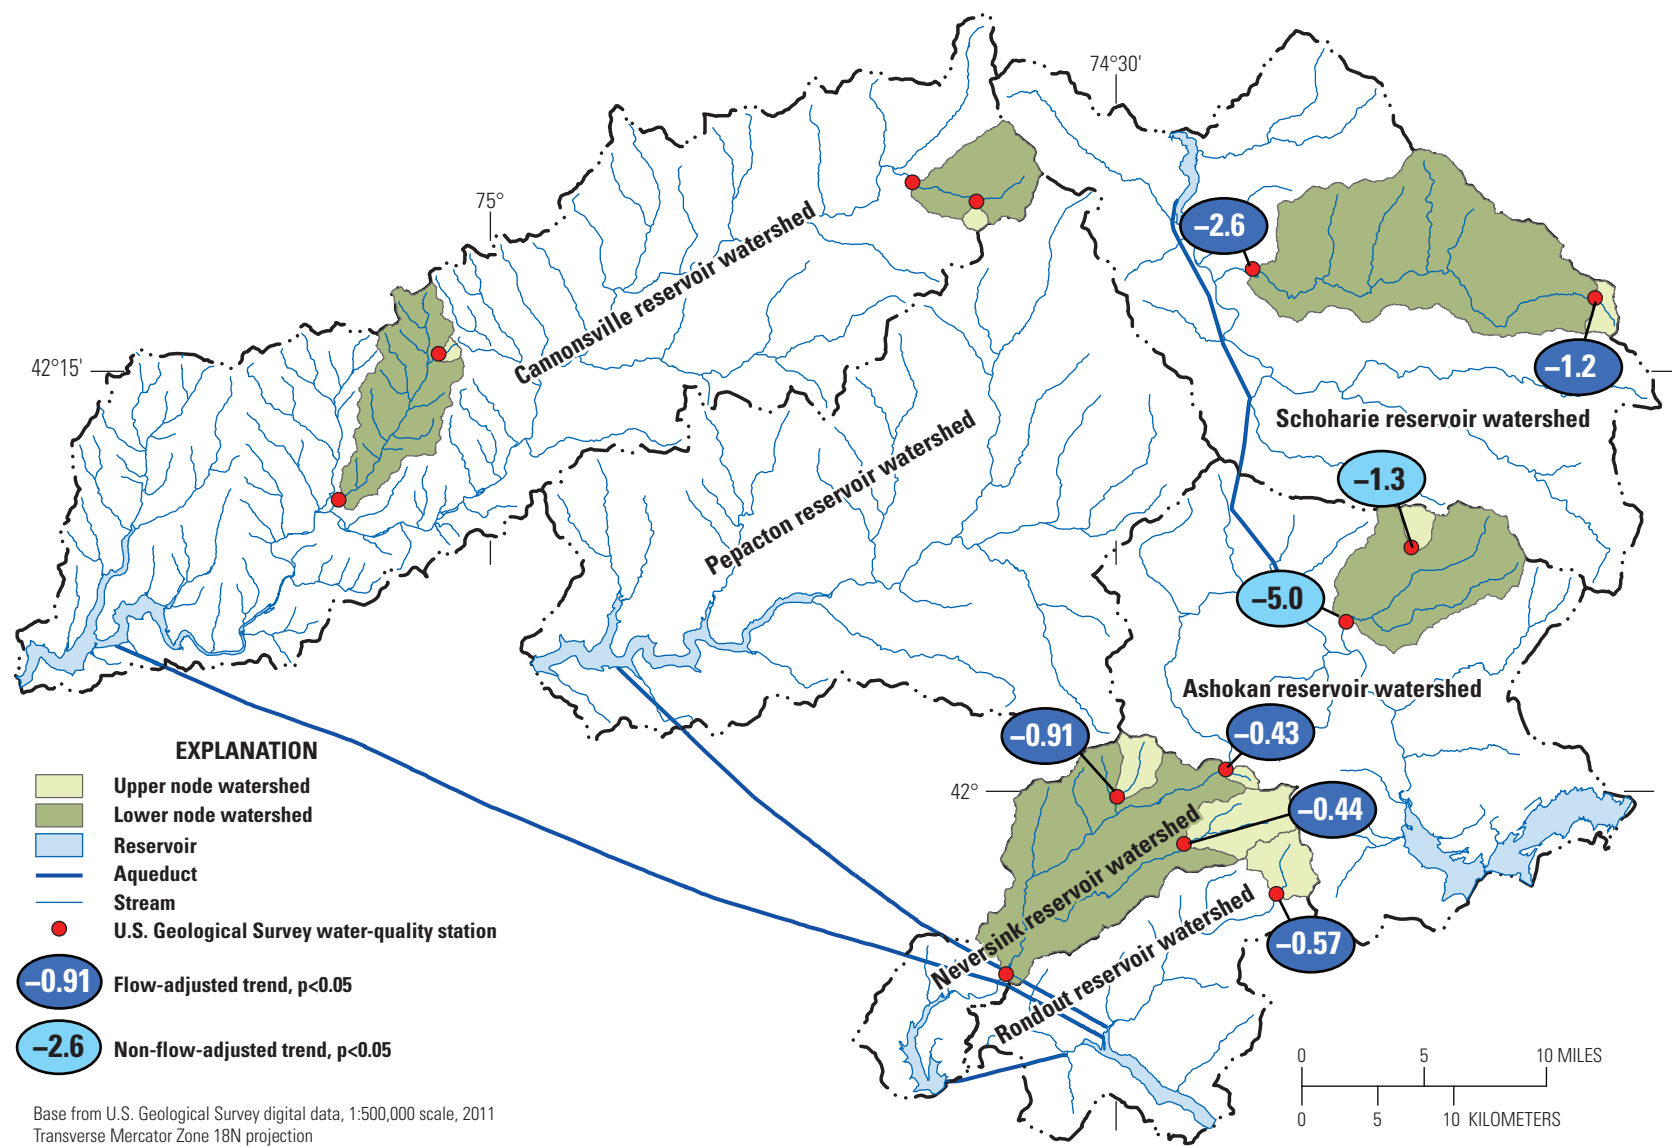 74°30'
75°
42°15'
Cannonsville reservoir watershed
−2.6
−1.2
Schoharie reservoir watershed
Pepacton reservoir watershed
−1.3
−5.0
Ashokan reservoir watershed
−0.91
−0.43
42°
−0.44
Neversink reservoir watershed
−0.57
Rondout reservoir watershed
EXPLANATION
Upper node watershed
Lower node watershed
Reservoir
Aqueduct
Stream
U.S. Geological Survey water-quality station
−0.91 Flow-adjusted trend, p<0.05
−2.6 Non-flow-adjusted trend, p<0.05
0 5 10 MILES
0 5 10 KILOMETERS
Base from U.S. Geological Survey digital data, 1:500,000 scale, 2011
Transverse Mercator Zone 18N projection